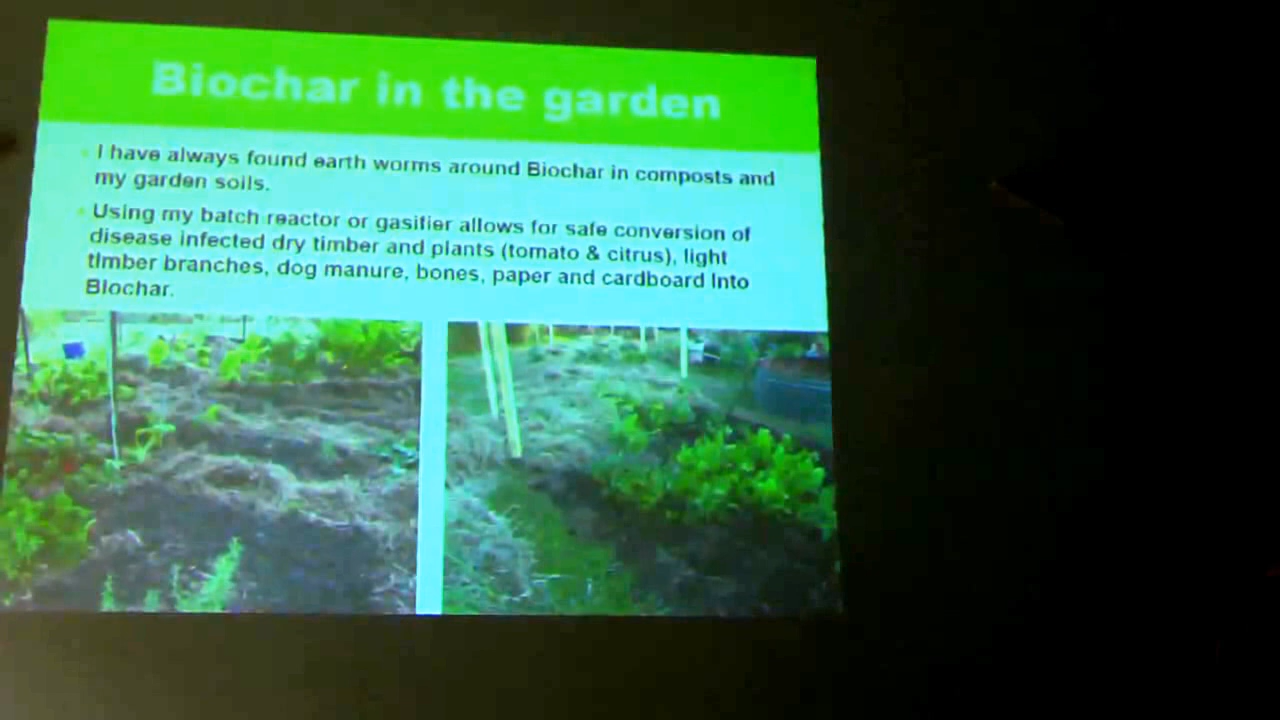 Biochar in the garden
I have always found earth worms around Biochar in composts and
my garden soils.
Using my batch reactor or gasifier allows for safe conversion of
disease infected dry timber and plants (tomato & citrus), light
timber branches, dog manure, bones, paper and cardboard into
Biochar.